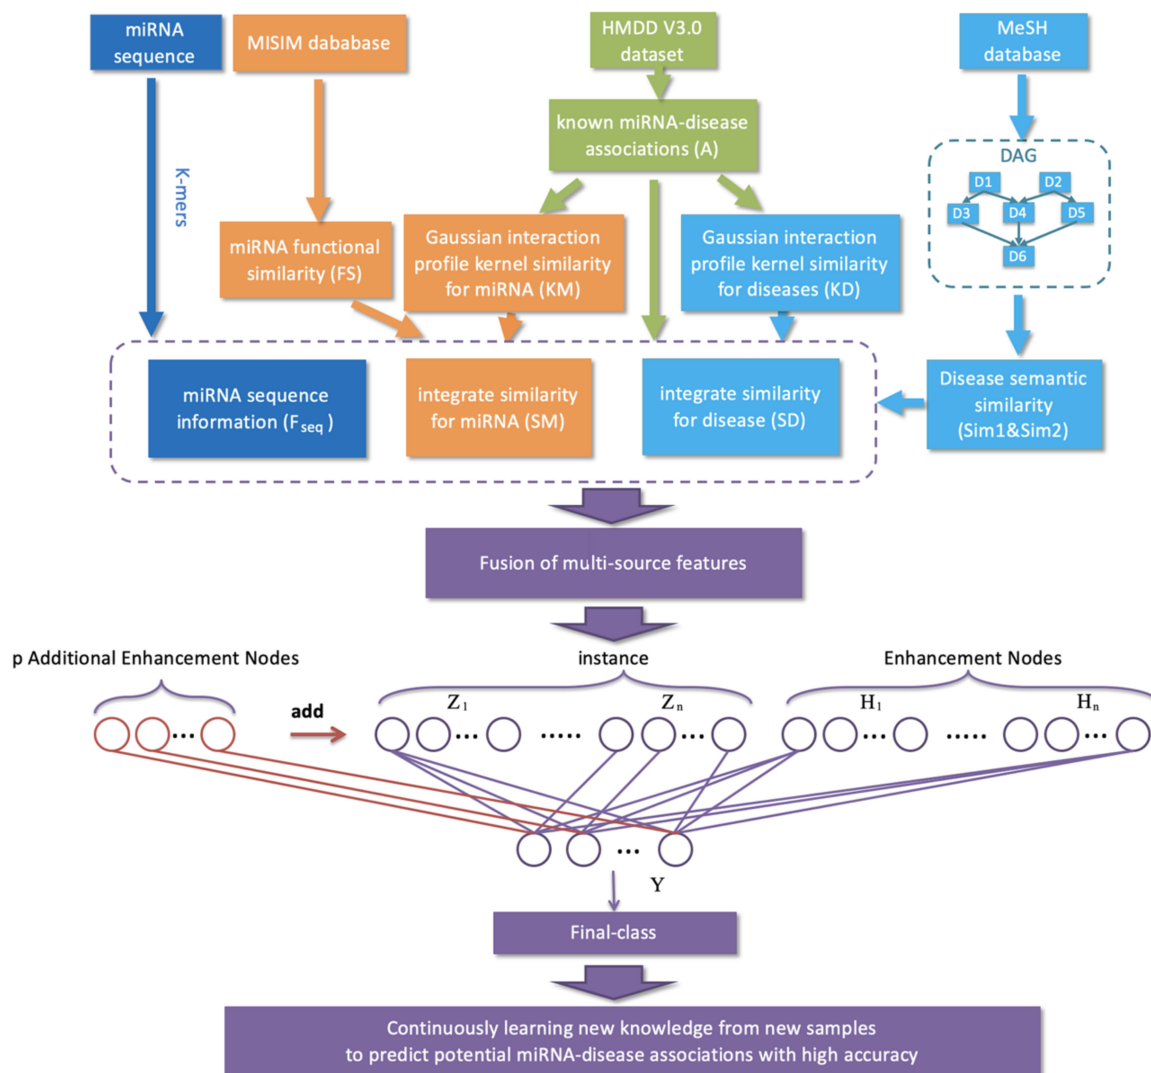 miRNA
sequence
MISIM dababase
HMDD V3.0
dataset
MeSH
database
known miRNA-disease
associations (A)
K-mers
DAG
D1
D2
D3
D4
D5
D6
miRNA functional
similarity (FS)
Gaussian interaction
profile kernel similarity
for miRNA (KM)
Gaussian interaction
profile kernel similarity
for diseases (KD)
miRNA sequence
information (Fseq )
integrate similarity
for miRNA (SM)
integrate similarity
for disease (SD)
Disease semantic
similarity
(Sim1&Sim2)
Fusion of multi-source features
p Additional Enhancement Nodes
instance
Enhancement Nodes
add
Z1
Zn
H1
Hn
...
...
.....
...
...
.....
...
...
Y
Final-class
Continuously learning new knowledge from new samples
to predict potential miRNA-disease associations with high accuracy